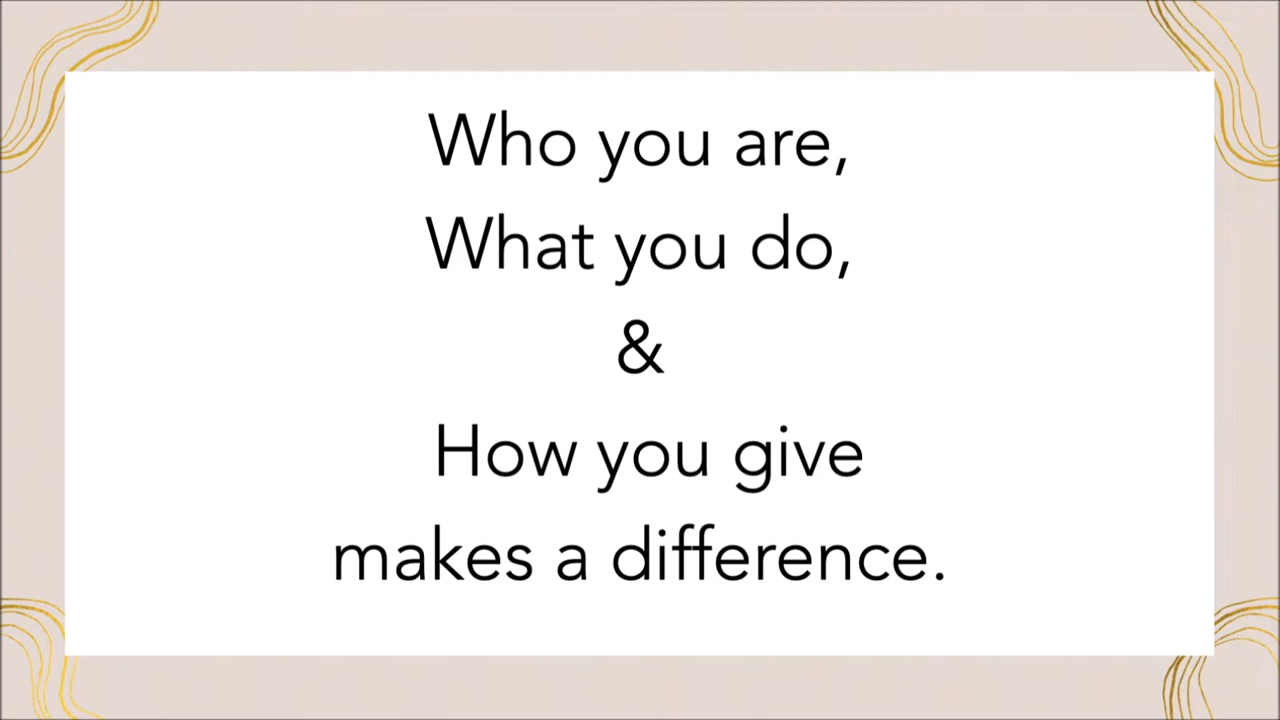 Who you are,
What you do,
&
How you give
makes a difference.